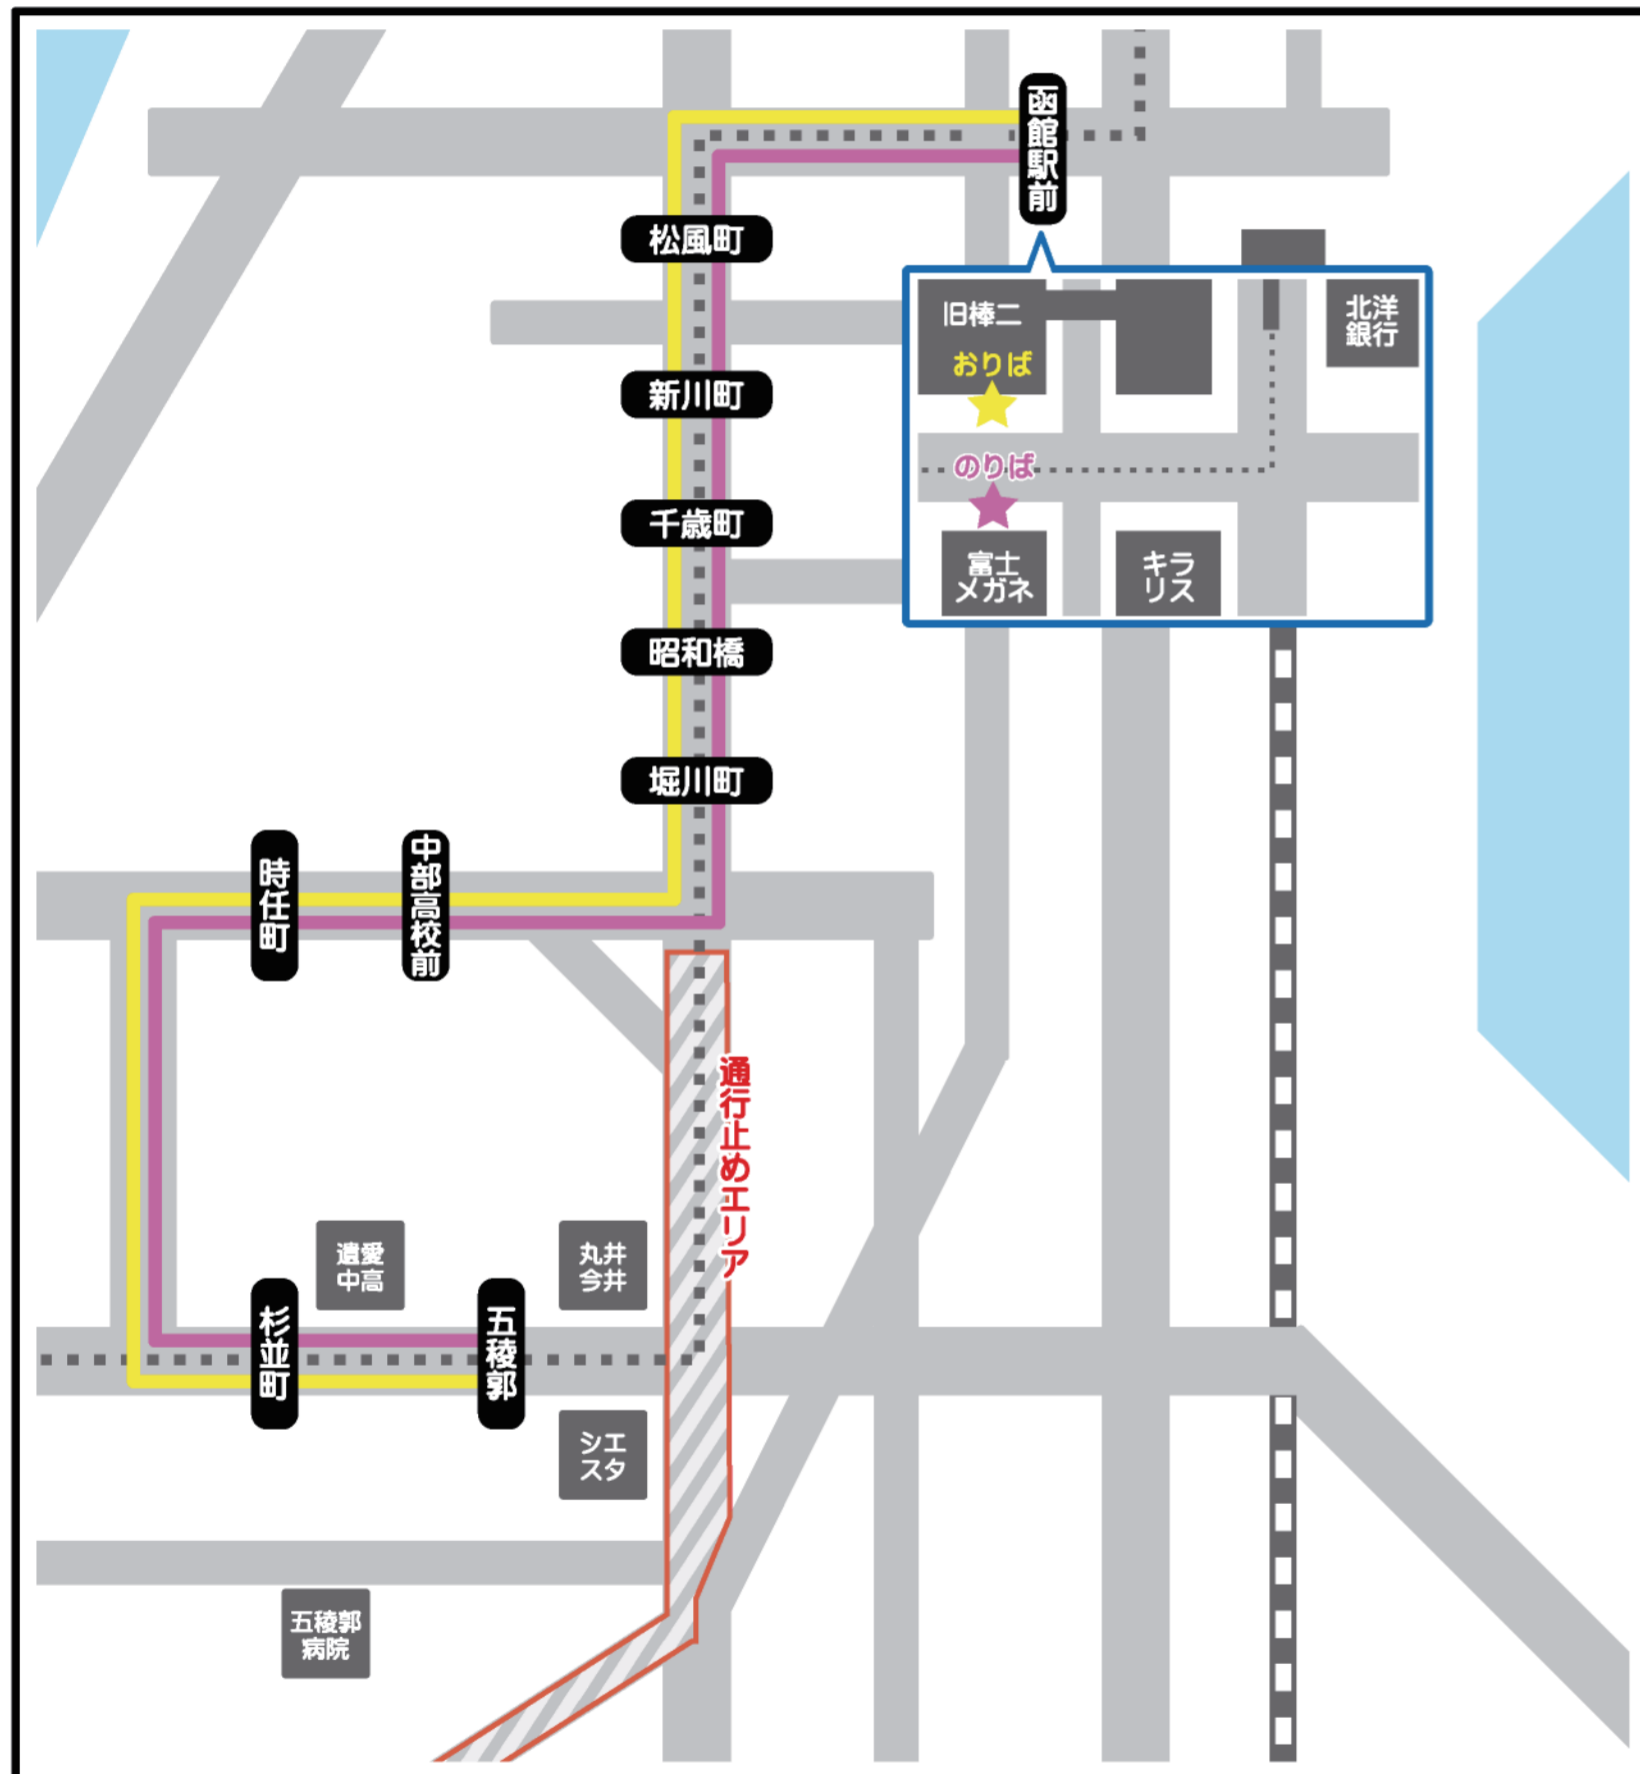 函館駅前
松風町
旧棒二
北洋
銀行
おりば
新川町
のりば
千歳町
富士
メガネ
キラ
リス
昭和橋
堀川町
時任町
中部高校前
通行止めエリア
遺愛
中高
丸井
今井
杉並町
五稜郭
シエ
スタ
五稜郭
病院